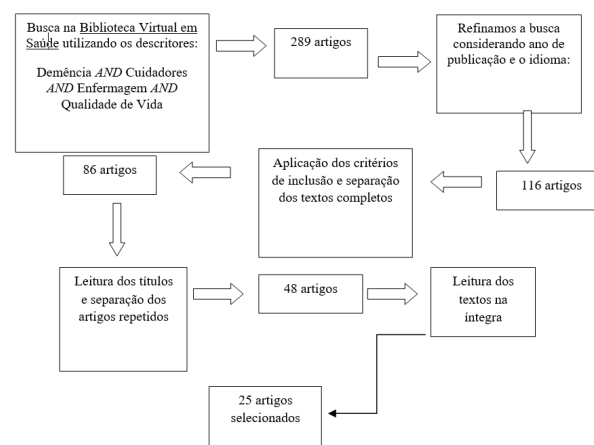 Busca na Biblioteca Virtual em
Saúde utilizando os descritores:
Demência AND Cuidadores
AND Enfermagem AND
Qualidade de Vida
289 artigos
Refinamos a busca
considerando ano de
publicação e o idioma:
116 artigos
Aplicação dos critérios
de inclusão e separação
dos textos completos
86 artigos
Leitura dos títulos
e separação dos
artigos repetidos
48 artigos
Leitura dos
textos na
íntegra
25 artigos
selecionados